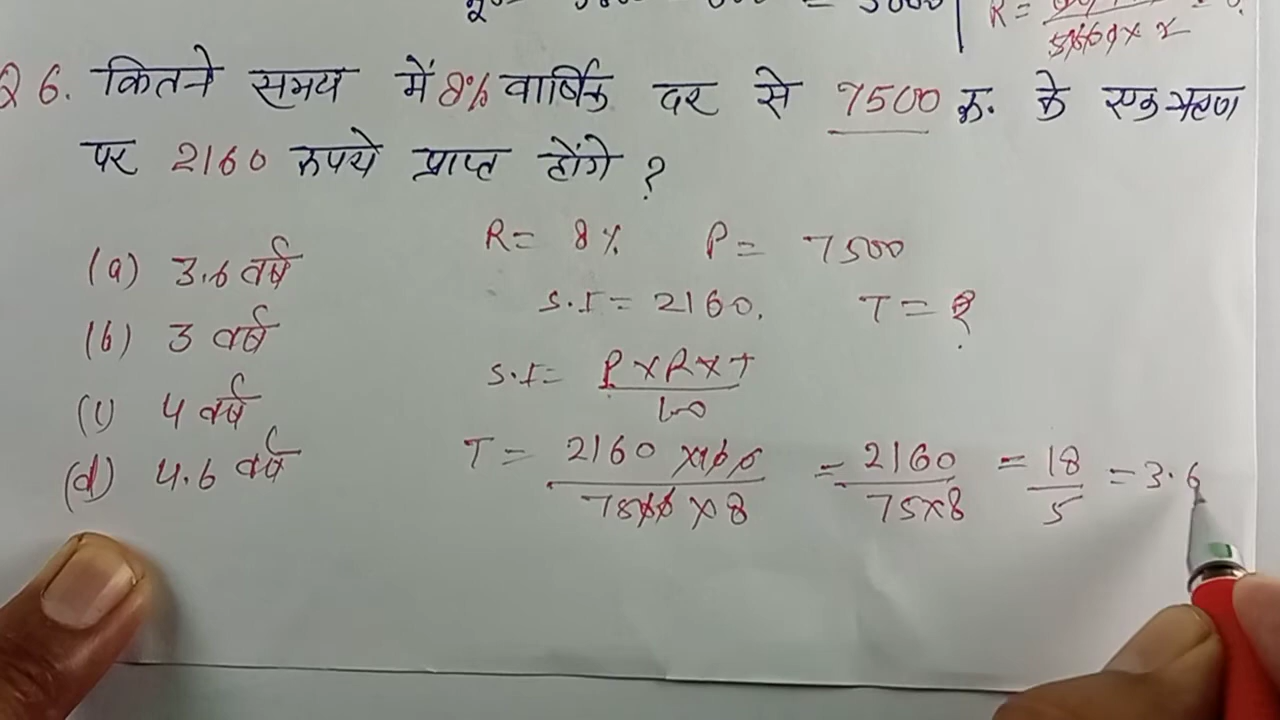 R =
Q 6. कितने समय में 8% वार्षिक दर से 7500 रू. के एक ऋण
पर 2160 रुपये प्राप्त होंगे ?
R = 8% P = 7500
(a) 3.6 वर्ष
S.I = 2160. T = ?
(b) 3 वर्ष
S.I = P x R x T / 100
(c) 4 वर्ष
(d) 4.6 वर्ष
T = 2160 x 100 / 7500 x 8 = 2160 / 75 x 8 = 18 / 5 = 3.6